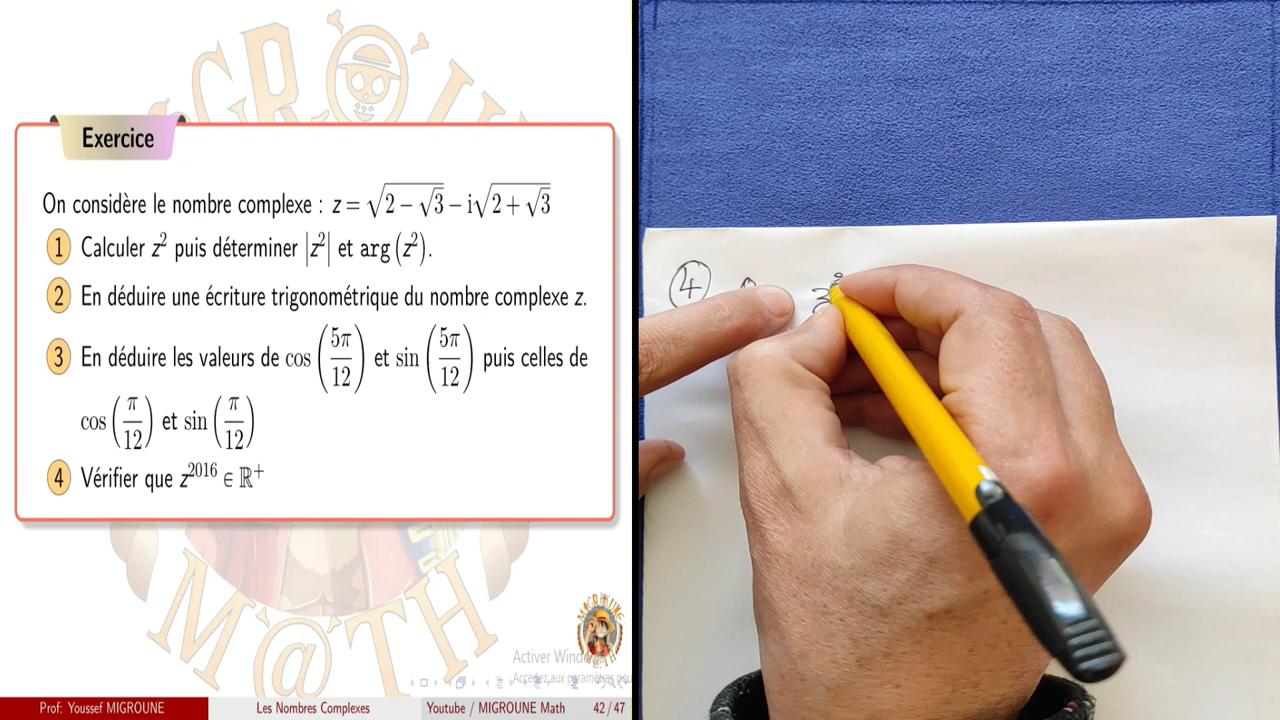 Exercice
On considère le nombre complexe : z = √(2 − √3) − i√(2 + √3)
1 Calculer z² puis déterminer |z²| et arg (z²).
2 En déduire une écriture trigonométrique du nombre complexe z.
3 En déduire les valeurs de cos (5π/12) et sin (5π/12) puis celles de
cos (π/12) et sin (π/12)
4 Vérifier que z²⁰¹⁶ ∈ ℝ⁺
M@TH
Prof: Youssef MIGROUNE Les Nombres Complexes Youtube / MIGROUNE Math 42/47
4